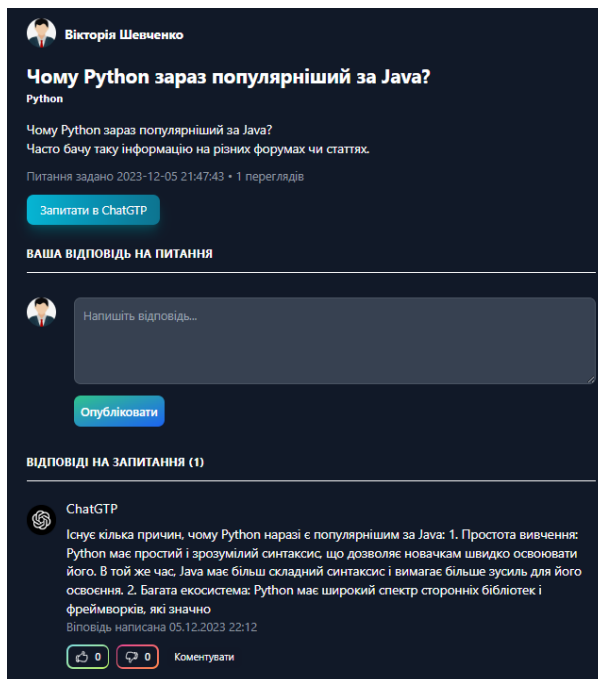 Вікторія Шевченко
Чому Python зараз популярніший за Java?
Python
Чому Python зараз популярніший за Java?
Часто бачу таку інформацію на різних форумах чи статтях.
Питання задано 2023-12-05 21:47:43 • 1 переглядів
Запитати в ChatGTP
ВАША ВІДПОВІДЬ НА ПИТАННЯ
Напишіть відповідь...
Опублікувати
ВІДПОВІДІ НА ЗАПИТАННЯ (1)
ChatGTP
Існує кілька причин, чому Python наразі є популярнішим за Java: 1. Простота вивчення:
Python має простий і зрозумілий синтаксис, що дозволяє новачкам швидко освоювати
його. В той же час, Java має більш складний синтаксис і вимагає більше зусиль для його
освоєння. 2. Багата екосистема: Python має широкий спектр сторонніх бібліотек і
фреймворків, які значно
Віповідь написана 05.12.2023 22:12
0 0 Коментувати